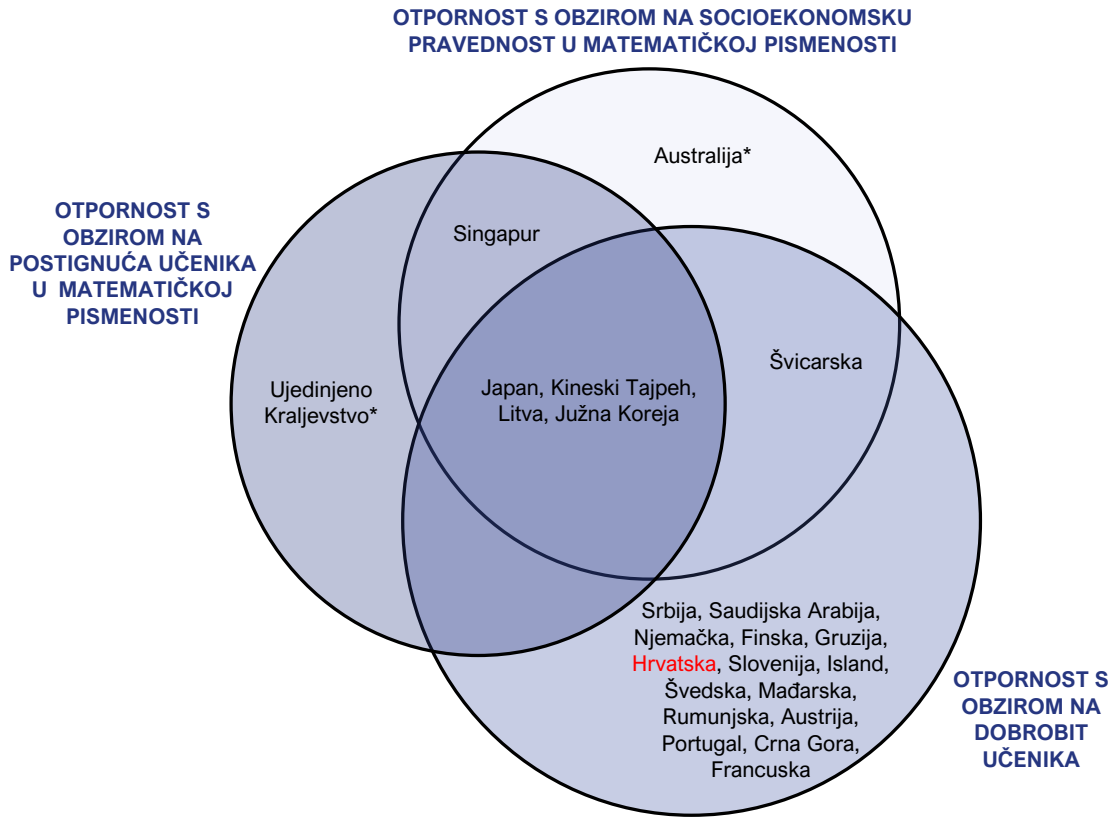 OTPORNOST S OBZIROM NA SOCIOEKONOMSKU
PRAVEDNOST U MATEMATIČKOJ PISMENOSTI
Australija*
OTPORNOST S
OBZIROM NA
POSTIGNUĆA UČENIKA
U MATEMATIČKOJ
PISMENOSTI
Singapur
Švicarska
Ujedinjeno
Kraljevstvo*
Japan, Kineski Tajpeh,
Litva, Južna Koreja
Srbija, Saudijska Arabija,
Njemačka, Finska, Gruzija,
Hrvatska, Slovenija, Island,
Švedska, Mađarska,
Rumunjska, Austrija,
Portugal, Crna Gora,
Francuska
OTPORNOST S
OBZIROM NA
DOBROBIT
UČENIKA